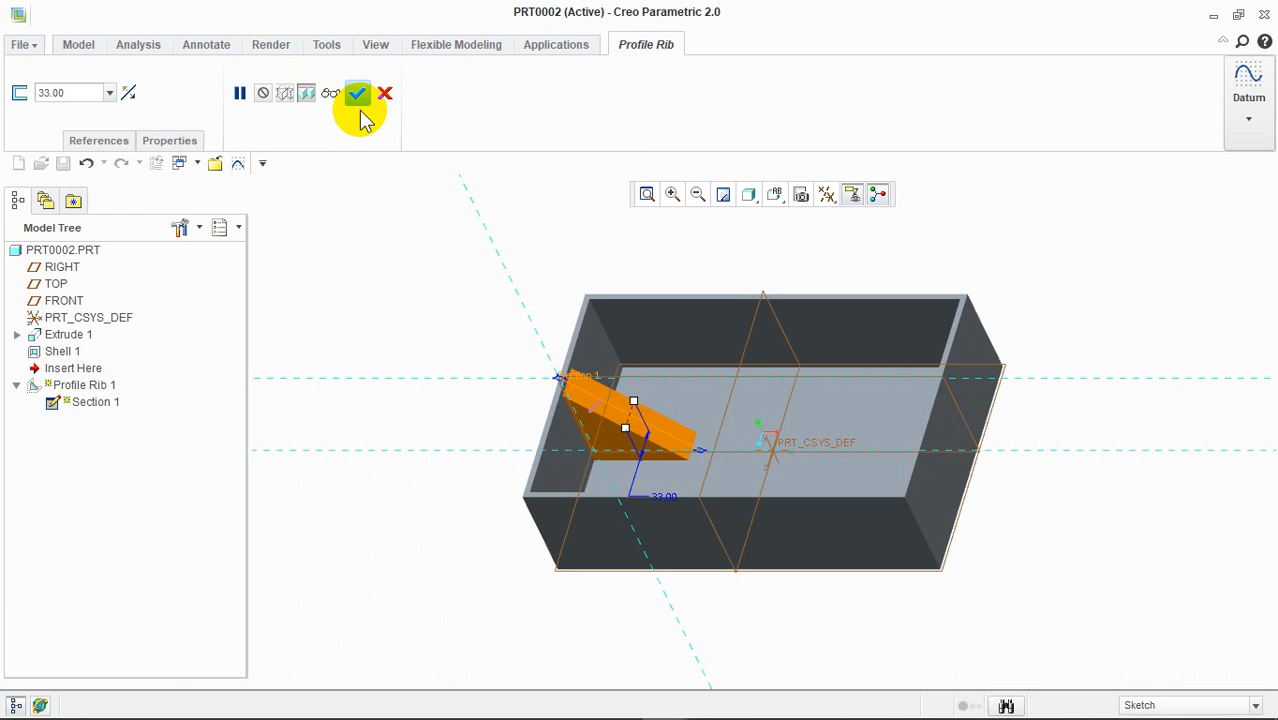 PRT0002 (Active) - Creo Parametric 2.0
File Model Analysis Annotate Render Tools View Flexible Modeling Applications Profile Rib
33.00
Datum
References Properties
Model Tree
PRT0002.PRT
RIGHT
TOP
FRONT
PRT_CSYS_DEF
Extrude 1
Shell 1
Insert Here
Profile Rib 1
Section 1
Section 1
PRT_CSYS_DEF
33.00
Sketch